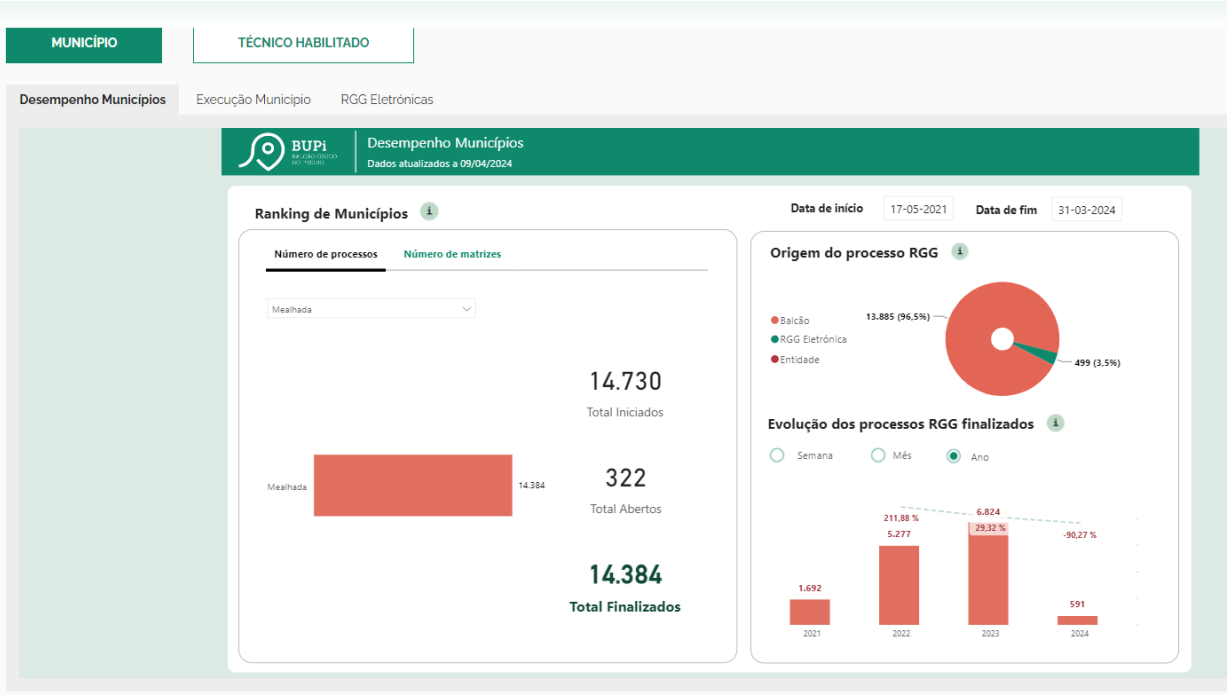 MUNICÍPIO
TÉCNICO HABILITADO
Desempenho Municípios
Execução Município
RGG Eletrónicas
BUPi
BALCÃO ÚNICO
DO PRÉDIO
Desempenho Municípios
Dados atualizados a 09/04/2024
Ranking de Municípios i
Data de início 17-05-2021 Data de fim 31-03-2024
Número de processos
Número de matrizes
Mealhada
14.730
Total Iniciados
Mealhada
14.384
322
Total Abertos
14.384
Total Finalizados
Origem do processo RGG i
Balcão
RGG Eletrónica
Entidade
13.885 (96,5%)
499 (3,5%)
Evolução dos processos RGG finalizados i
Semana
Mês
Ano
1.692
211,88 %
5.277
6.824
29,32 %
-90,27 %
591
2021
2022
2023
2024